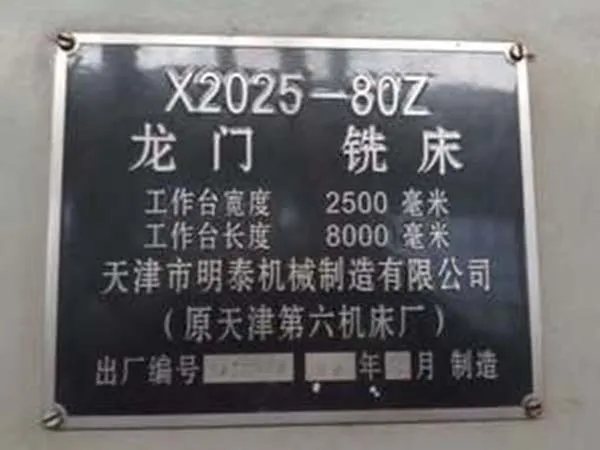 X2025-80Z
龙门 铣床
工作台宽度 2500 毫米
工作台长度 8000 毫米
天津市明泰机械制造有限公司
(原天津第六机床厂)
出厂编号 年 月 制造